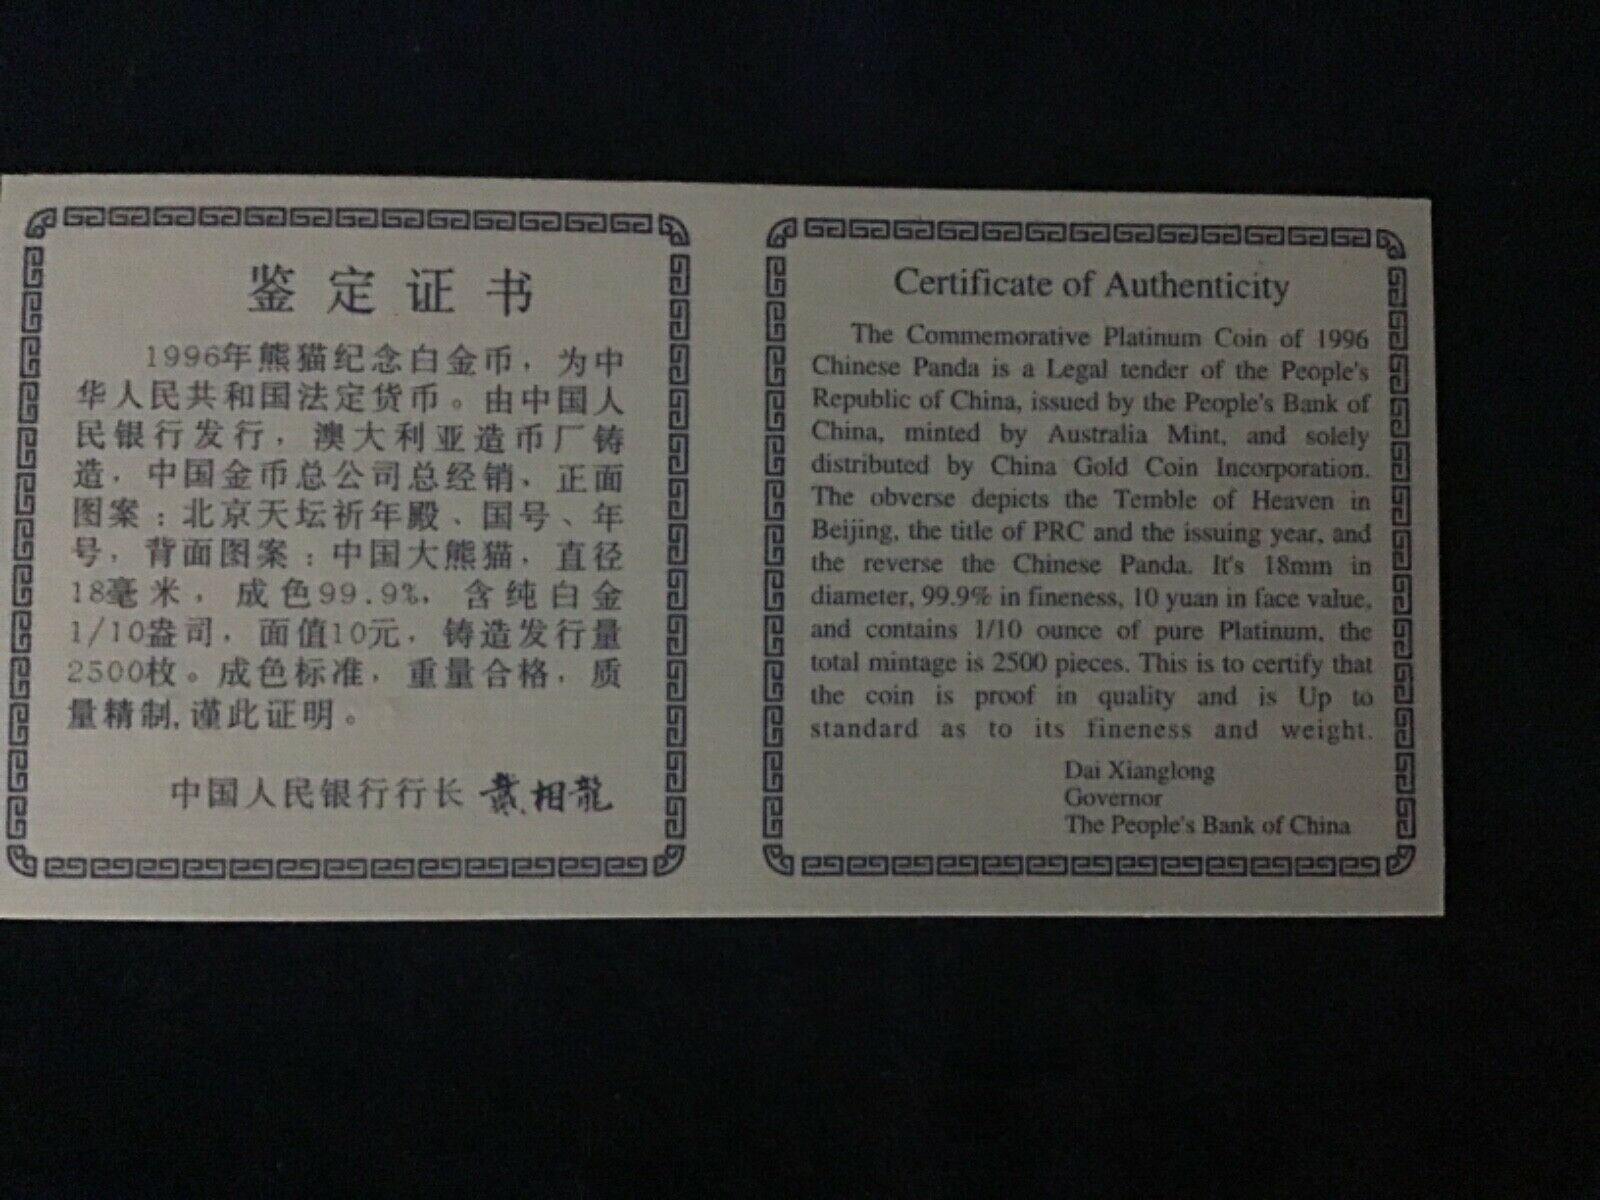 鉴定证书
1996年熊猫纪念白金币，为中
华人民共和国法定货币。由中国人
民银行发行，澳大利亚造币厂铸
造，中国金币总公司总经销，正面
图案：北京天坛祈年殿、国号、年
号，背面图案：中国大熊猫，直径
18毫米，成色99.9%，含纯白金
1/10盎司，面值10元，铸造发行量
2500枚。成色标准，重量合格，质
量精制,谨此证明。
中国人民银行行长 戴相龍
Certificate of Authenticity
The Commemorative Platinum Coin of 1996
Chinese Panda is a Legal tender of the People's
Republic of China, issued by the People's Bank of
China, minted by Australia Mint, and solely
distributed by China Gold Coin Incorporation.
The obverse depicts the Temble of Heaven in
Beijing, the title of PRC and the issuing year, and
the reverse the Chinese Panda. It's 18mm in
diameter, 99.9% in fineness, 10 yuan in face value,
and contains 1/10 ounce of pure Platinum, the
total mintage is 2500 pieces. This is to certify that
the coin is proof in quality and is Up to
standard as to its fineness and weight.
Dai Xianglong
Governor
The People's Bank of China